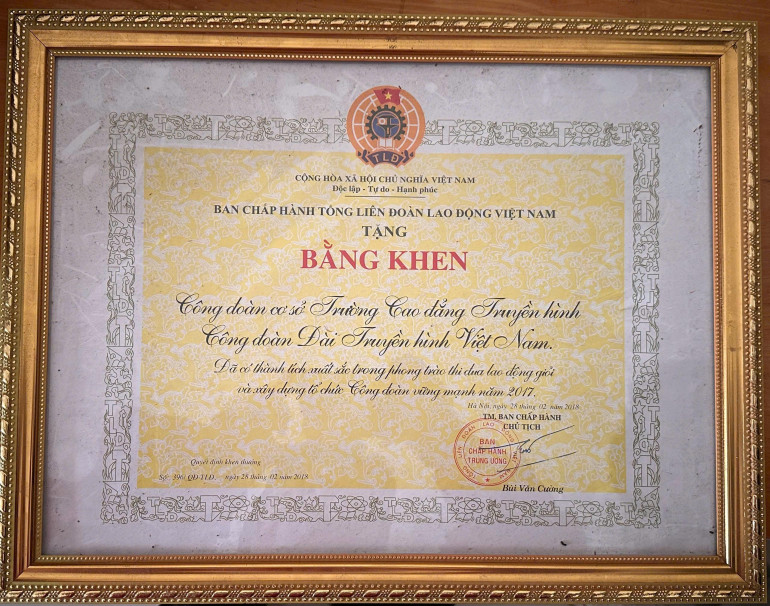 TLĐ
CỘNG HÒA XÃ HỘI CHỦ NGHĨA VIỆT NAM
Độc lập - Tự do - Hạnh phúc
BAN CHẤP HÀNH TỔNG LIÊN ĐOÀN LAO ĐỘNG VIỆT NAM
TẶNG
BẰNG KHEN
Công đoàn cơ sở Trường Cao đẳng Truyền hình
Công đoàn Đài Truyền hình Việt Nam.
Đã có thành tích xuất sắc trong phong trào thi đua lao động giỏi
và xây dựng tổ chức Công đoàn vững mạnh năm 2017.
Hà Nội, ngày 28 tháng 02 năm 2018
TM. BAN CHẤP HÀNH
CHỦ TỊCH
BAN
CHẤP HÀNH
TRUNG ƯƠNG
Quyết định khen thưởng
Số: 396/ QĐ-TLĐ, ngày 28 tháng 02 năm 2018
Bùi Văn Cường